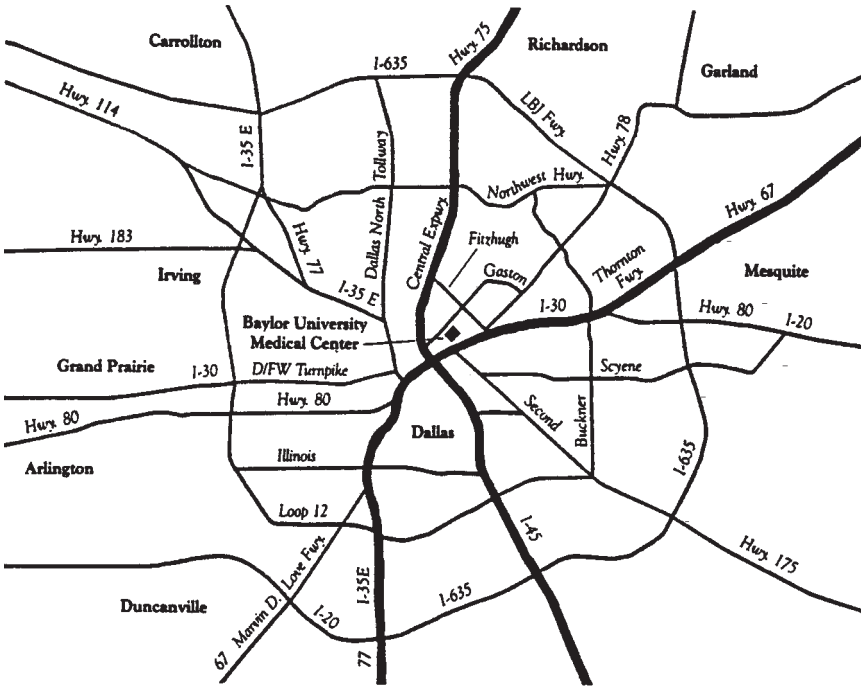 Carrollton
Hwy. 75
Richardson
I-635
Garland
Hwy. 114
LBJ Fwy.
Hwy. 78
I-35 E
Tollway
Northwest Hwy.
Hwy. 67
Dallas North
Central Expwy.
Hwy. 183
Hwy. 77
Fitzhugh
Irving
Gaston
Thornton
Fwy.
Mesquite
I-35 E
I-30
Hwy. 80
I-20
Baylor University
Medical Center
Grand Prairie
I-30
D/FW Turnpike
Scyene
Hwy. 80
Hwy. 80
Second
Buckner
Dallas
Arlington
Illinois
I-635
Loop 12
I-45
Hwy. 175
67 Marvin D. Love Fwy.
I-35E
Duncanville
I-20
I-635
77